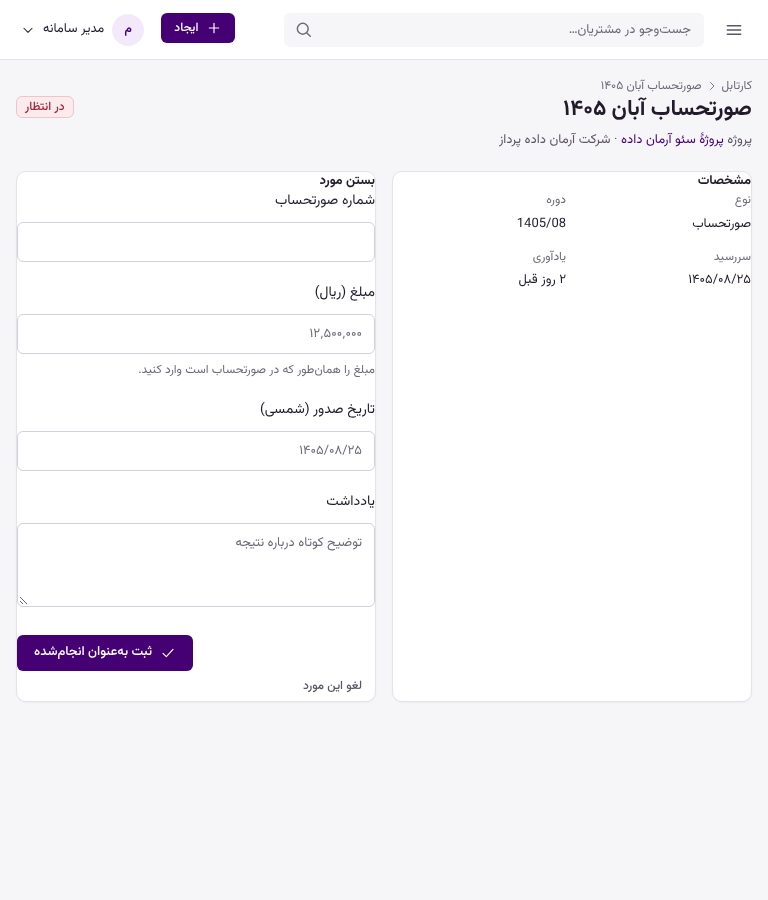 جست‌وجو در مشتریان…
ایجاد
م
مدیر سامانه
کارتابل
صورتحساب آبان ۱۴۰۵
صورتحساب آبان ۱۴۰۵
در انتظار
پروژه پروژهٔ سئو آرمان داده · شرکت آرمان داده پرداز
مشخصات
نوع
دوره
صورتحساب
1405/08
سررسید
یادآوری
۱۴۰۵/۰۸/۲۵
۲ روز قبل
بستن مورد
شماره صورتحساب
مبلغ (ریال)
۱۲,۵۰۰,۰۰۰
مبلغ را همان‌طور که در صورتحساب است وارد کنید.
تاریخ صدور (شمسی)
۱۴۰۵/۰۸/۲۵
یادداشت
توضیح کوتاه درباره نتیجه
ثبت به‌عنوان انجام‌شده
لغو این مورد